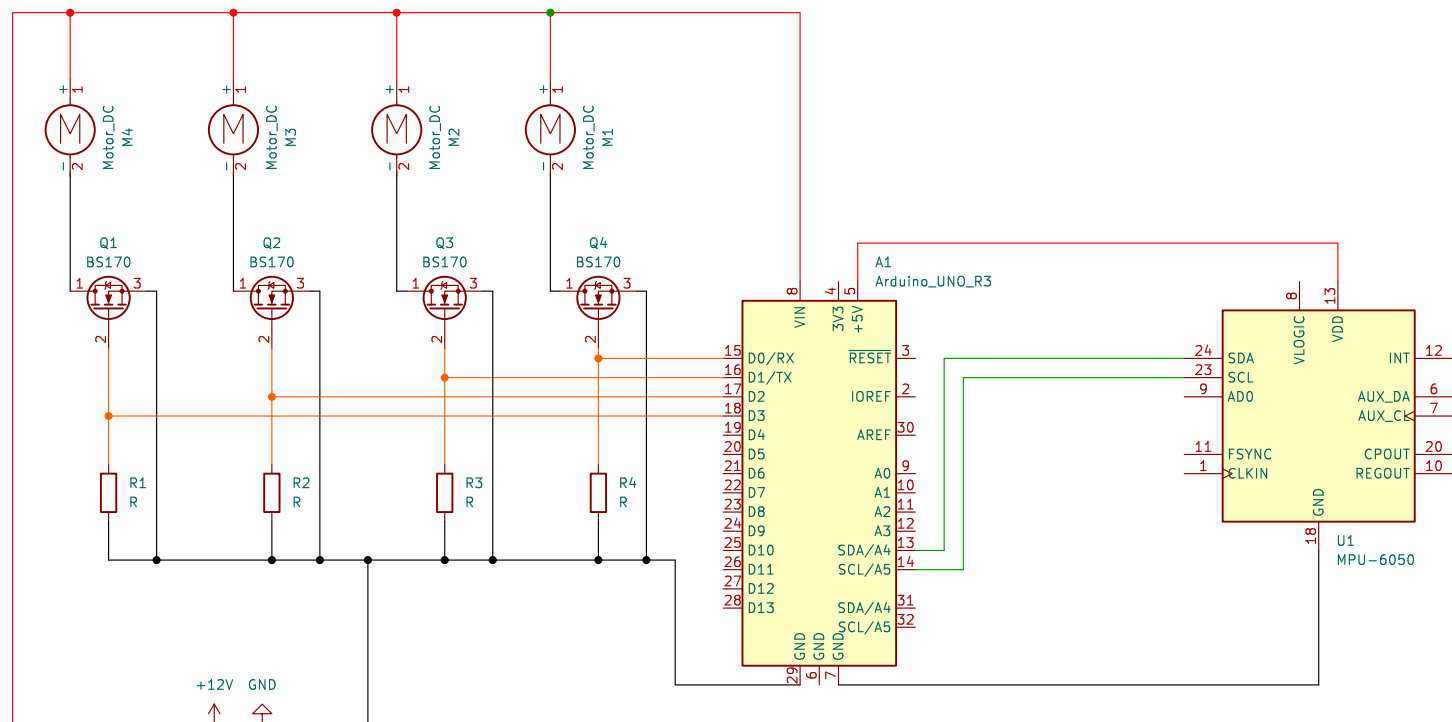 +
1
Motor_DC
M4
-
2
+
1
Motor_DC
M3
-
2
+
1
Motor_DC
M2
-
2
+
1
Motor_DC
M1
-
2
M
M
M
M
Q1
BS170
1
3
2
Q2
BS170
1
3
2
Q3
BS170
1
3
2
Q4
BS170
1
3
2
R1
R
R2
R
R3
R
R4
R
+12V
GND
A1
Arduino_UNO_R3
8
4
5
VIN
3V3
+5V
15 D0/RX
16 D1/TX
17 D2
18 D3
19 D4
20 D5
21 D6
22 D7
23 D8
24 D9
25 D10
26 D11
27 D12
28 D13
RESET 3
IOREF 2
AREF 30
A0 9
A1 10
A2 11
A3 12
SDA/A4 13
SCL/A5 14
SDA/A4 31
SCL/A5 32
GND
GND
GND
29
6
7
8
13
VLOGIC
VDD
24 SDA
23 SCL
9 AD0
11 FSYNC
1 CLKIN
INT 12
AUX_DA 6
AUX_CL 7
CPOUT 20
REGOUT 10
GND
18
U1
MPU-6050